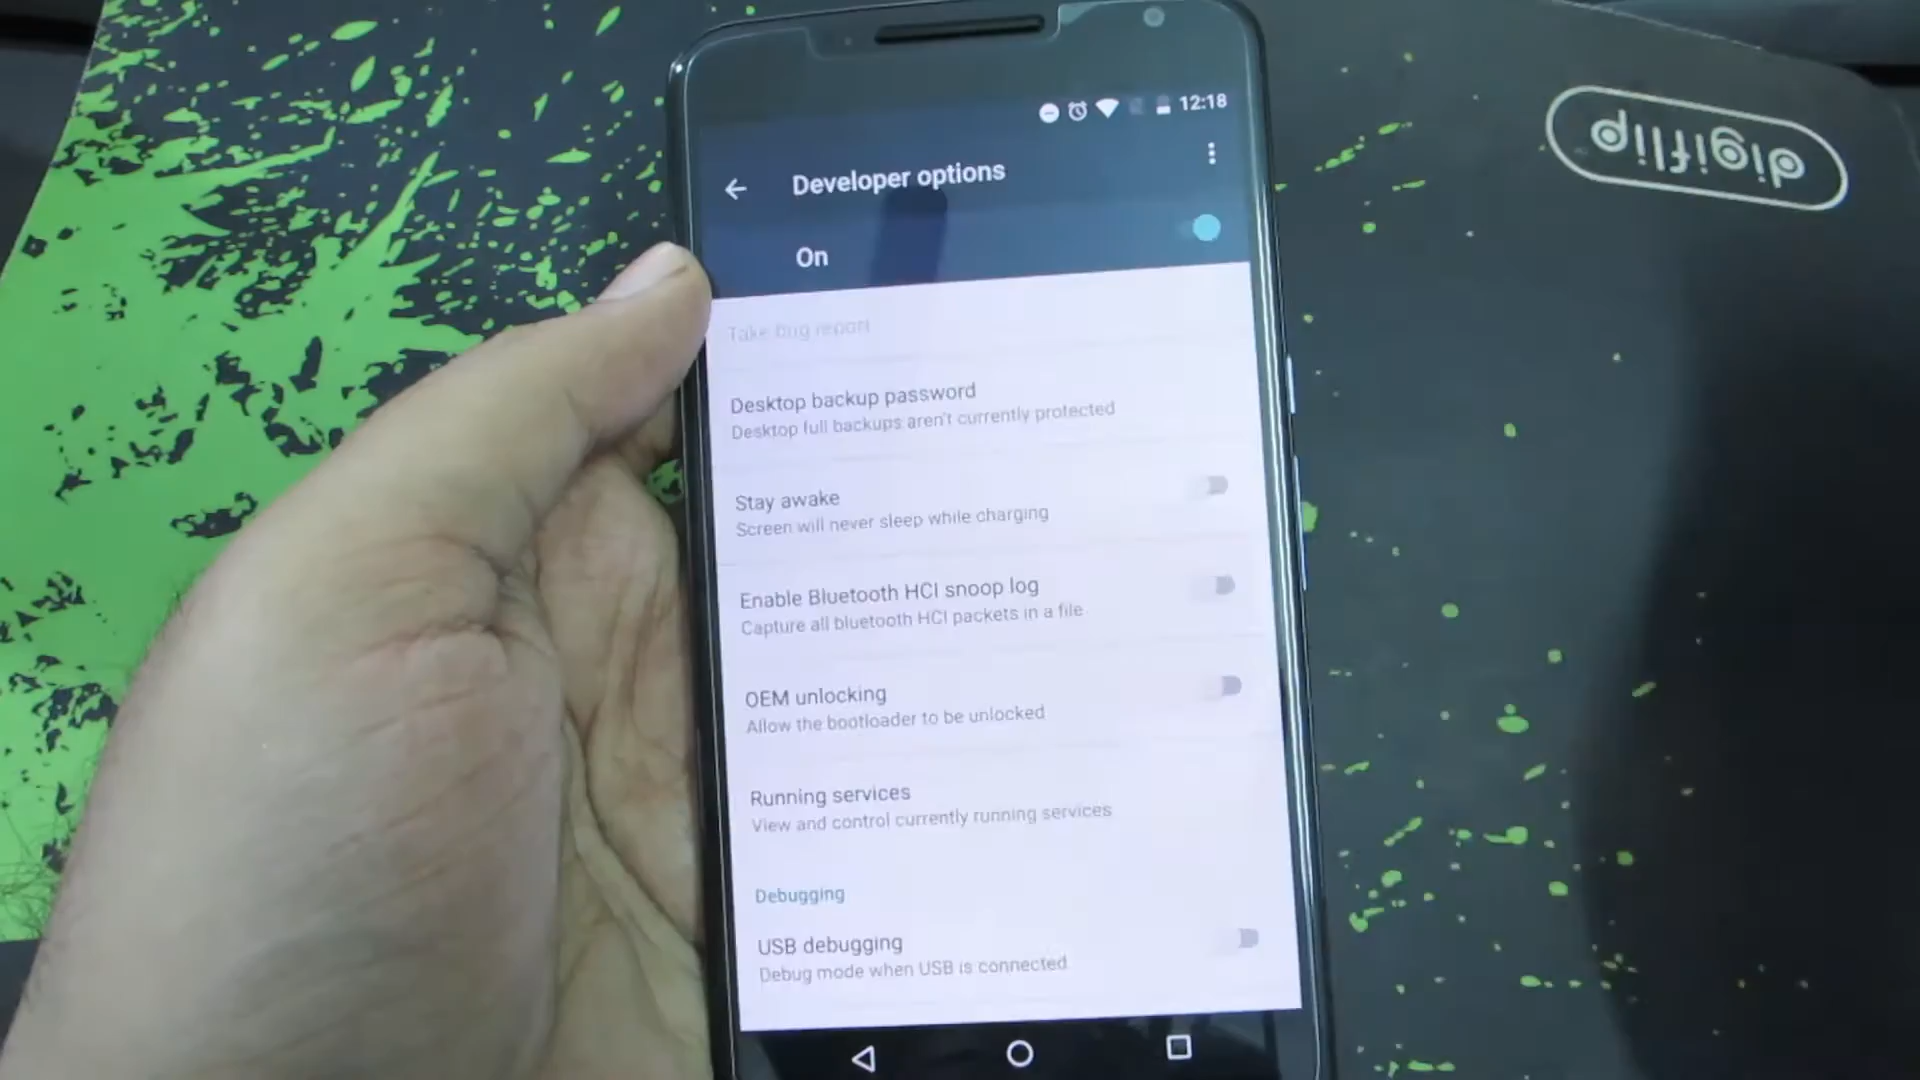 12:18
Developer options
On
Take bug report
Desktop backup password
Desktop full backups aren't currently protected
Stay awake
Screen will never sleep while charging
Enable Bluetooth HCI snoop log
Capture all bluetooth HCI packets in a file
OEM unlocking
Allow the bootloader to be unlocked
Running services
View and control currently running services
Debugging
USB debugging
Debug mode when USB is connected
digiflip